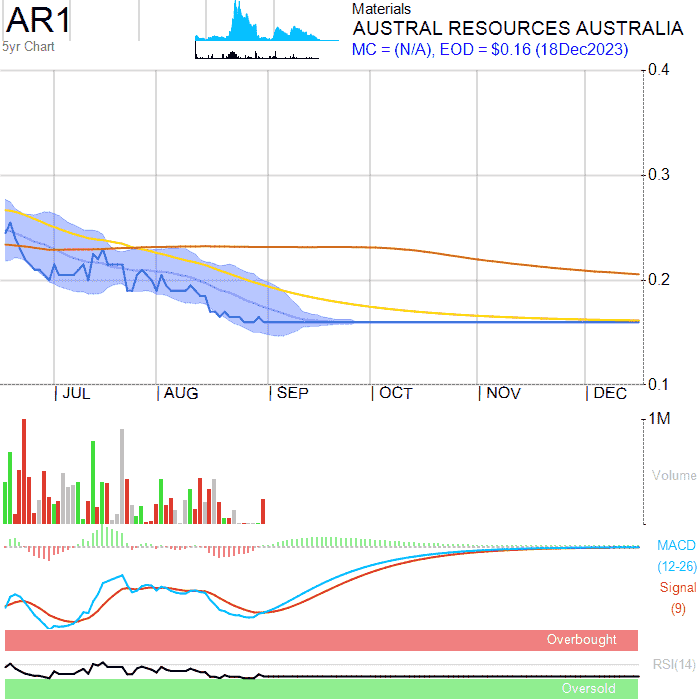 AR1
5yr Chart
Materials
AUSTRAL RESOURCES AUSTRALIA
MC = (N/A), EOD = $0.16 (18Dec2023)
0.4
0.3
0.2
0.1
JUL AUG SEP OCT NOV DEC
1M
Volume
MACD
(12-26)
Signal
(9)
Overbought
RSI(14)
Oversold